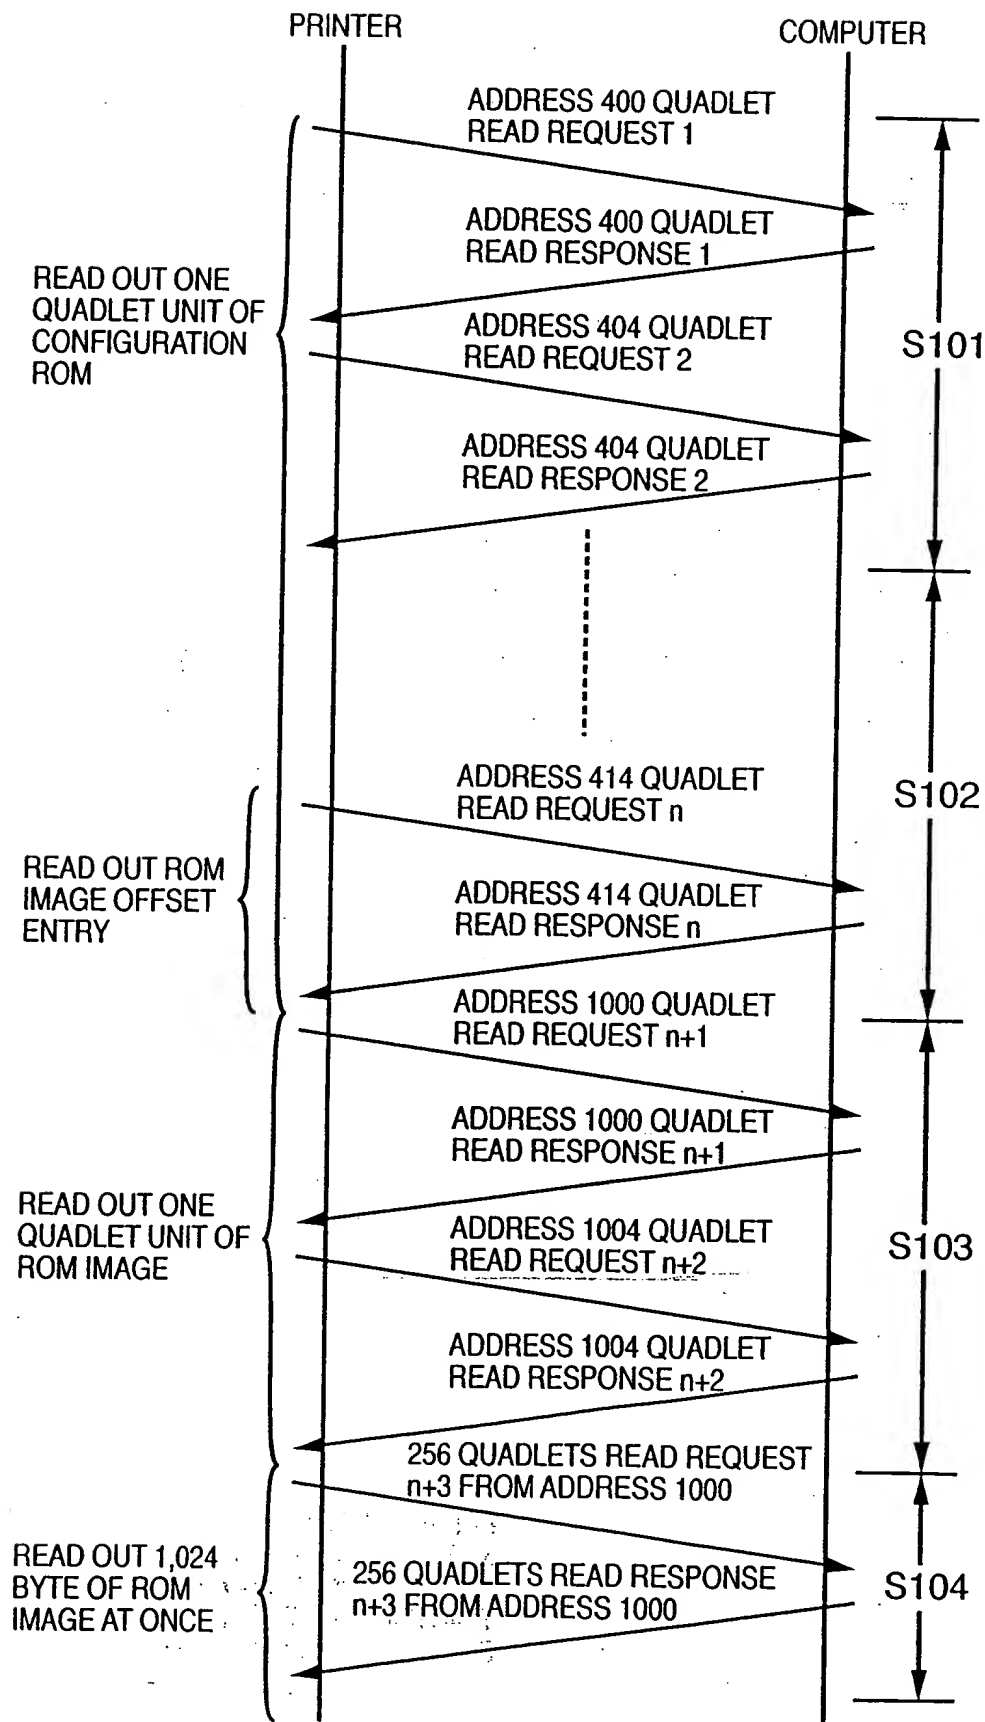 PRINTER
COMPUTER
ADDRESS 400 QUADLET
READ REQUEST 1
ADDRESS 400 QUADLET
READ RESPONSE 1
READ OUT ONE
QUADLET UNIT OF
CONFIGURATION
ROM
ADDRESS 404 QUADLET
READ REQUEST 2
S101
ADDRESS 404 QUADLET
READ RESPONSE 2
ADDRESS 414 QUADLET
READ REQUEST n
S102
READ OUT ROM
IMAGE OFFSET
ENTRY
ADDRESS 414 QUADLET
READ RESPONSE n
ADDRESS 1000 QUADLET
READ REQUEST n+1
ADDRESS 1000 QUADLET
READ RESPONSE n+1
READ OUT ONE
QUADLET UNIT OF
ROM IMAGE
ADDRESS 1004 QUADLET
READ REQUEST n+2
S103
ADDRESS 1004 QUADLET
READ RESPONSE n+2
256 QUADLETS READ REQUEST
n+3 FROM ADDRESS 1000
READ OUT 1,024
BYTE OF ROM
IMAGE AT ONCE
256 QUADLETS READ RESPONSE
n+3 FROM ADDRESS 1000
S104